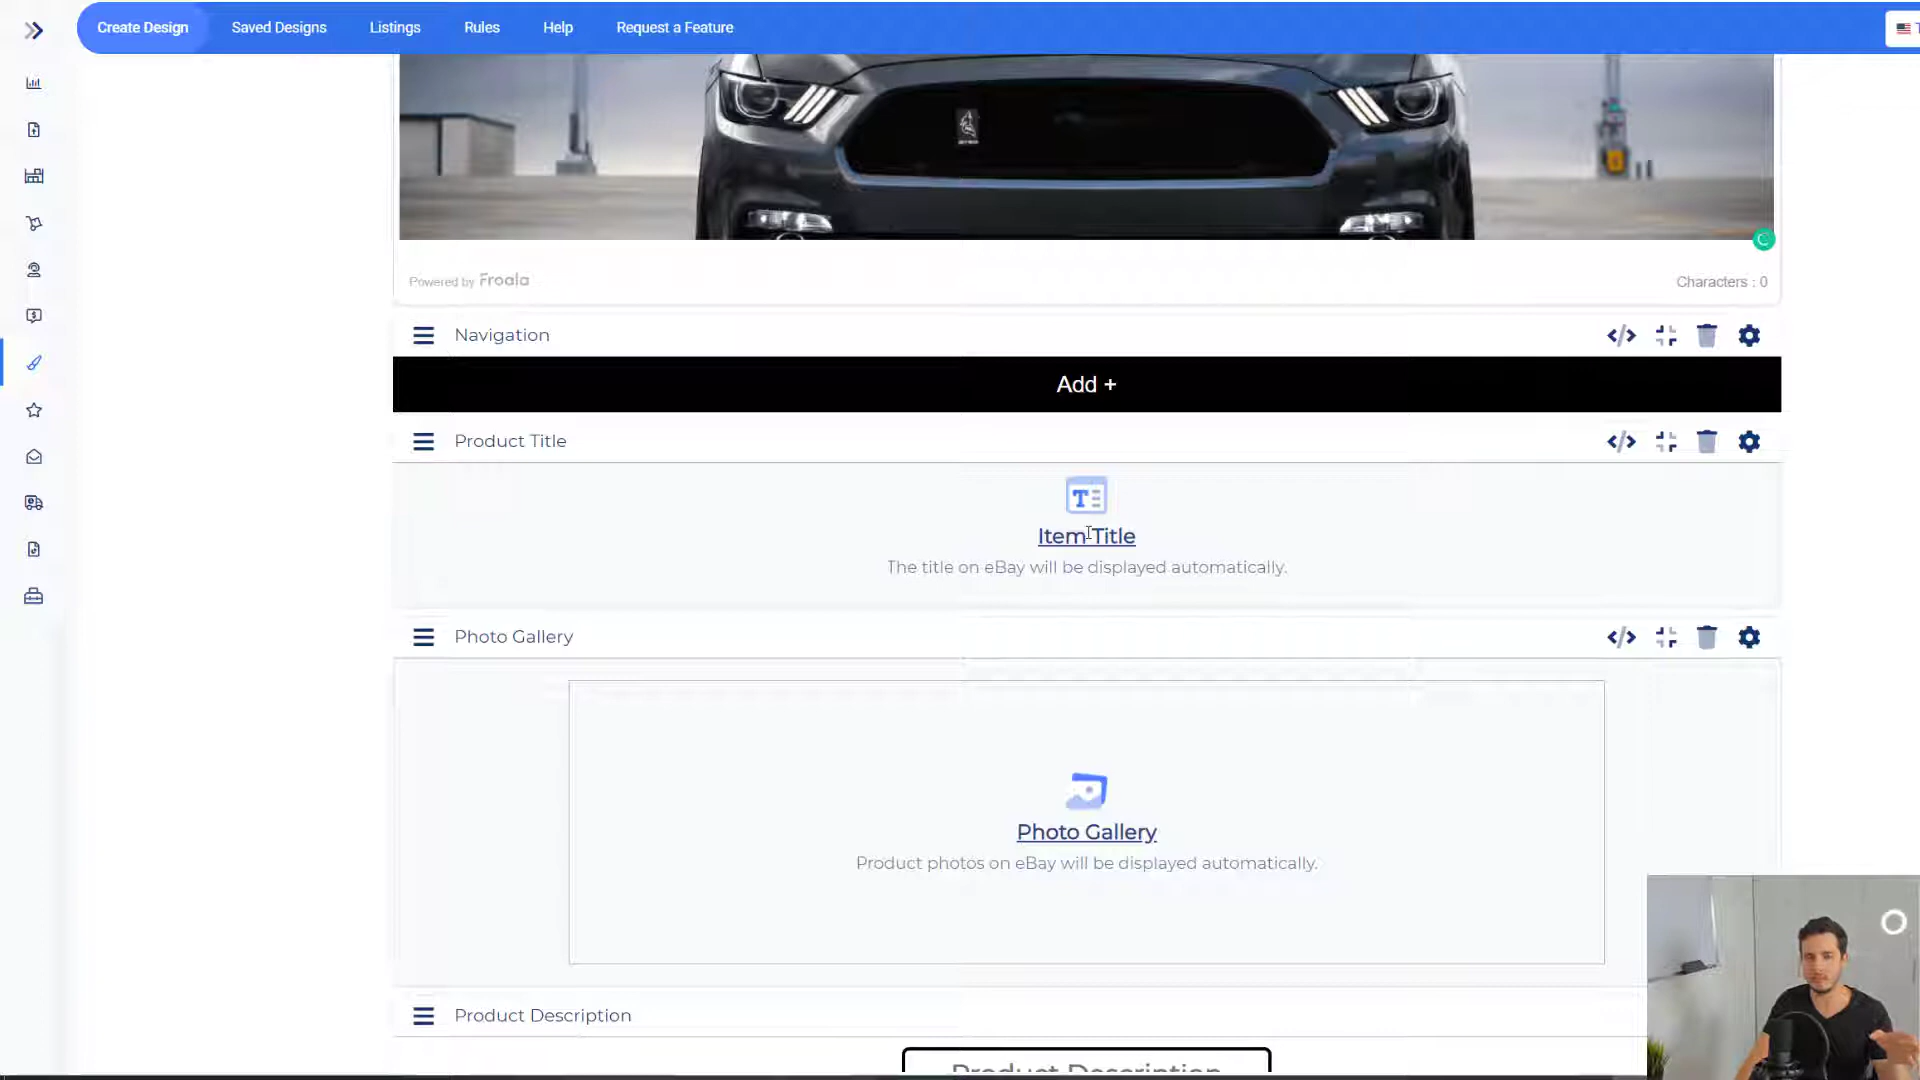 Create Design
Saved Designs
Listings
Rules
Help
Request a Feature
Powered by Froala
Characters : 0
Navigation
Add +
Product Title
Item Title
The title on eBay will be displayed automatically.
Photo Gallery
Photo Gallery
Product photos on eBay will be displayed automatically.
Product Description
Product Description